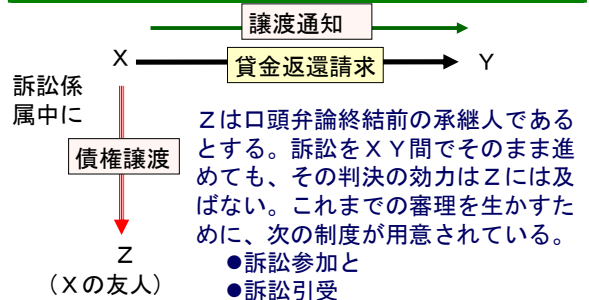 譲渡通知
X
貸金返還請求
Y
訴訟係
属中に
債権譲渡
Zは口頭弁論終結前の承継人である
とする。訴訟をXY間でそのまま進
めても、その判決の効力はZには及
ばない。これまでの審理を生かすた
めに、次の制度が用意されている。
●訴訟参加と
●訴訟引受
Z
(Xの友人)